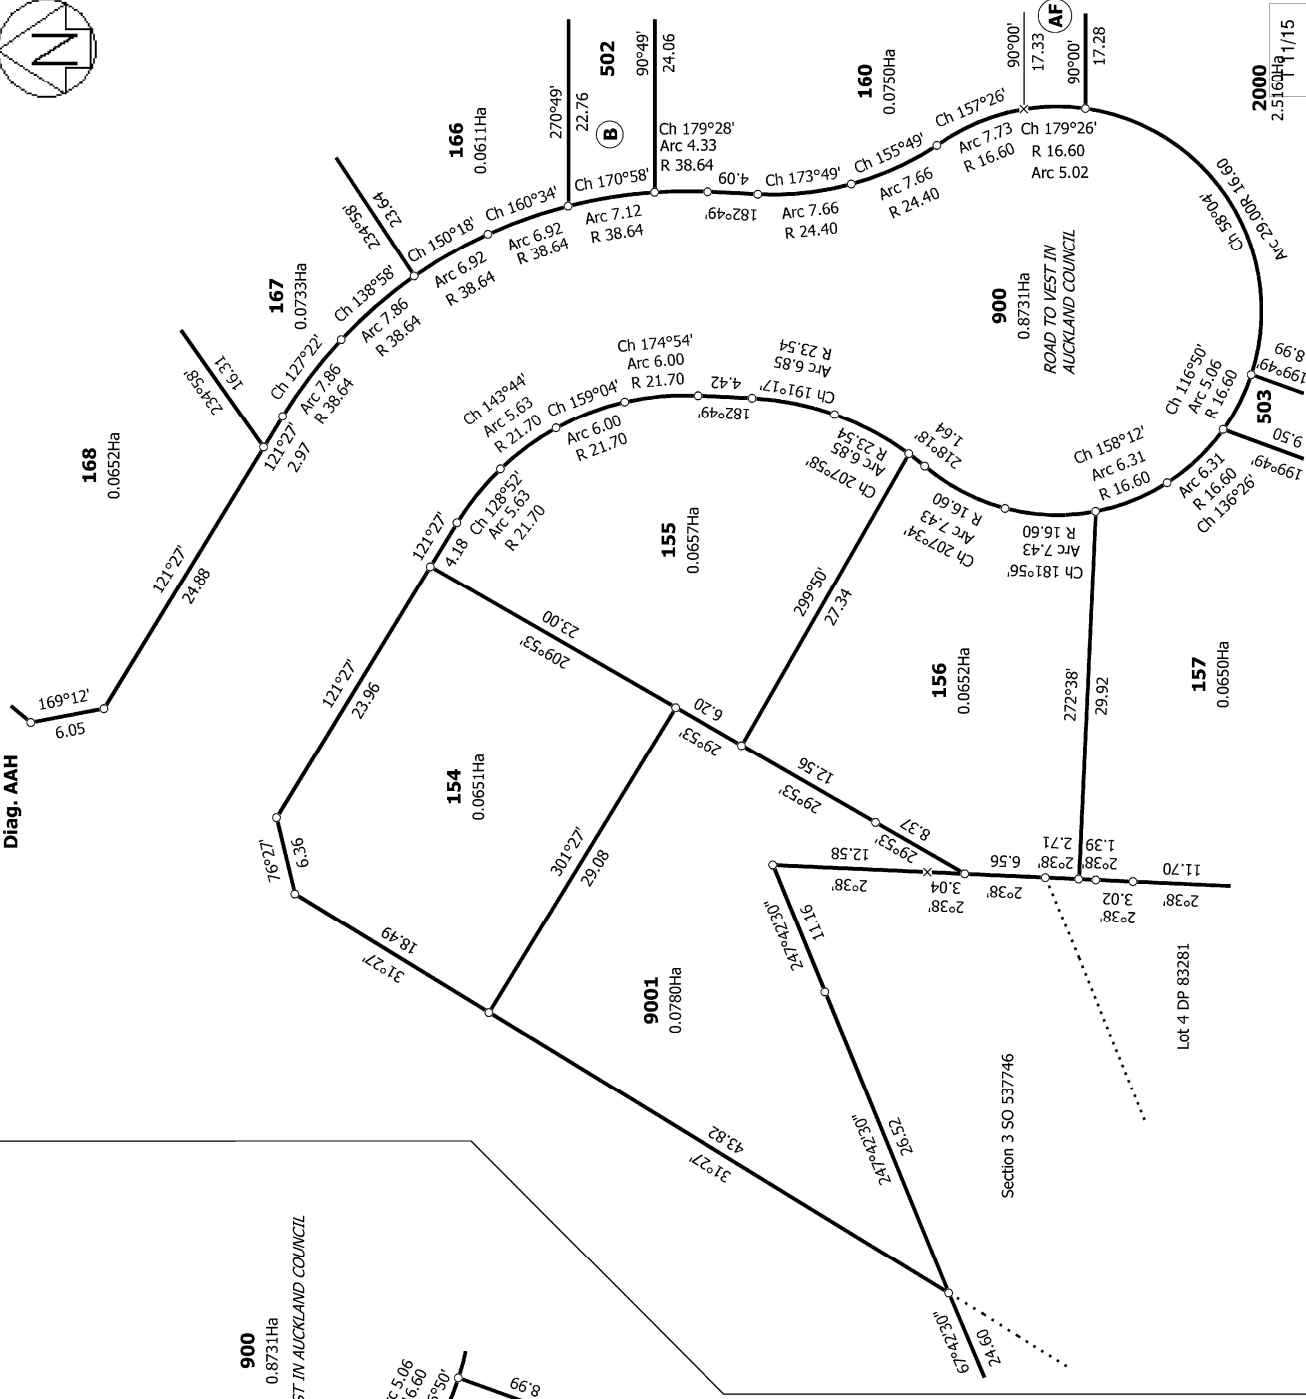 Diag. AAH
N
168
0.0652Ha
169°12'
6.05
121°27'
24.88
234°58'
16.31
167
0.0733Ha
121°27'
2.97
Ch 127°22'
Arc 7.86
R 38.64
Ch 138°58'
Arc 7.86
R 38.64
234°58'
23.64
166
0.0611Ha
Ch 150°18'
Arc 6.92
R 38.64
Ch 160°34'
Arc 6.92
R 38.64
270°49'
22.76
Ch 170°58'
Arc 7.12
R 38.64
502
B
90°49'
24.06
Ch 179°28'
Arc 4.33
R 38.64
4.09
182°49'
160
0.0750Ha
Ch 173°49'
Arc 7.66
R 24.40
Ch 155°49'
Arc 7.66
R 24.40
Ch 157°26'
Arc 7.73
R 16.60
90°00'
17.33
AF
90°00'
17.28
Ch 179°26'
R 16.60
Arc 5.02
2000
2.5160Ha
T 11/15
Arc 29.00R 16.60
Ch 58°04'
900
0.8731Ha
ROAD TO VEST IN
AUCKLAND COUNCIL
Ch 116°50'
Arc 5.06
R 16.60
8.99
199°49'
503
9.50
199°49'
Arc 6.31
R 16.60
Ch 136°26'
Ch 158°12'
Arc 6.31
R 16.60
Ch 181°56'
Arc 7.43
R 16.60
Ch 207°34'
Arc 7.43
R 16.60
1.64
218°18'
Ch 207°58'
Arc 6.85
R 23.54
Ch 191°17'
Arc 6.85
R 23.54
4.42
182°49'
Ch 174°54'
Arc 6.00
R 21.70
Ch 159°04'
Arc 6.00
R 21.70
Ch 143°44'
Arc 5.63
R 21.70
Ch 128°52'
Arc 5.63
R 21.70
121°27'
4.18
155
0.0657Ha
299°50'
27.34
23.00
209°53'
121°27'
23.96
76°27'
6.36
154
0.0651Ha
18.49
31°27'
301°27'
29.08
6.20
29°53'
12.56
29°53'
8.37
29°53'
156
0.0652Ha
272°38'
29.92
157
0.0650Ha
12.58
2°38'
3.04
2°38'
6.56
2°38'
2.71
2°38'
1.39
2°38'
3.02
2°38'
11.70
2°38'
9001
0.0780Ha
247°42'30"
11.16
247°42'30"
26.52
43.82
31°27'
Section 3 SO 537746
Lot 4 DP 83281
67°42'30"
24.60
900
0.8731Ha
ST IN AUCKLAND COUNCIL
c 5.06
6.60
5°50'
8.99